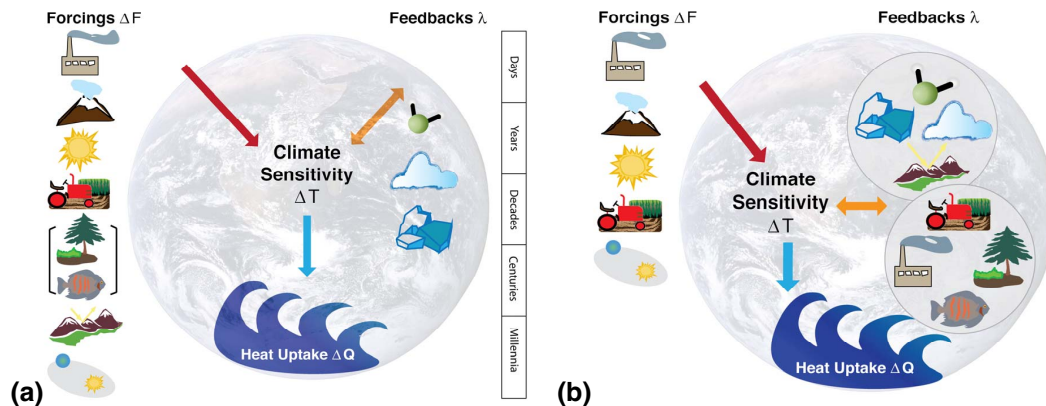 Forcings ΔF
Feedbacks λ
Climate
Sensitivity
ΔT
Heat Uptake ΔQ
Days
Years
Decades
Centuries
Millennia
(a)
Forcings ΔF
Feedbacks λ
Climate
Sensitivity
ΔT
Heat Uptake ΔQ
(b)